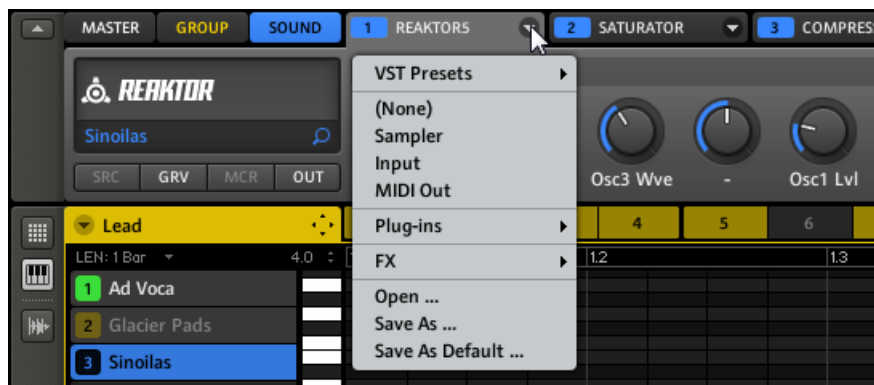 MASTER GROUP SOUND 1 REAKTOR5 2 SATURATOR 3 COMPRES
REAKTOR
Sinoilas
SRC GRV MCR OUT
VST Presets
(None)
Sampler
Input
MIDI Out
Plug-ins
FX
Open ...
Save As ...
Save As Default ...
Osc3 Wve - Osc1 Lvl
Lead 4 5 6
LEN: 1 Bar 4.0 1.2 1.3
1 Ad Voca
2 Glacier Pads
3 Sinoilas